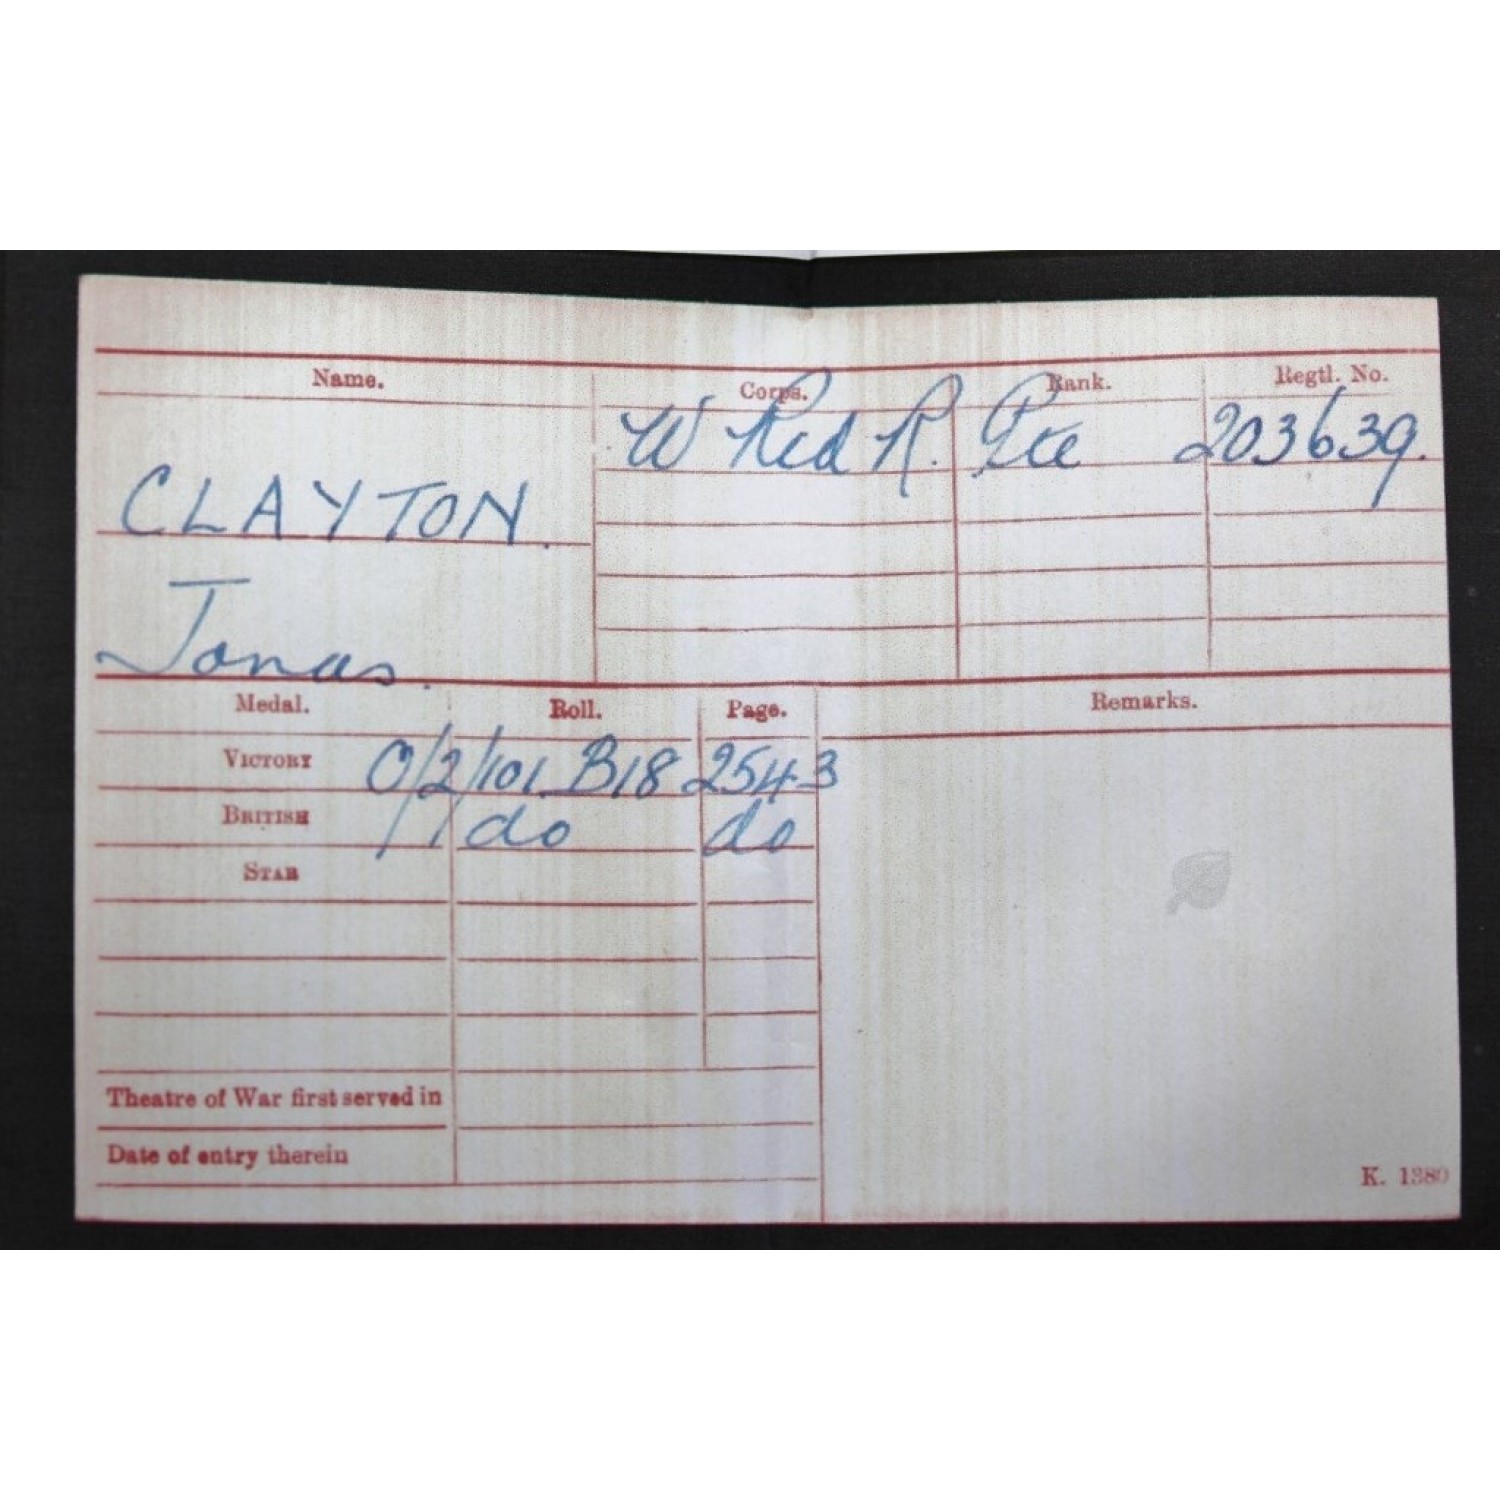 Name. Corps. Rank. Regtl. No.
W Rid R. Pte 203639.
CLAYTON.
Jonas.
Medal. Roll. Page. Remarks.
VICTORY O/2/101 B18 2543
BRITISH do do
STAR
Theatre of War first served in
Date of entry therein
K. 1380